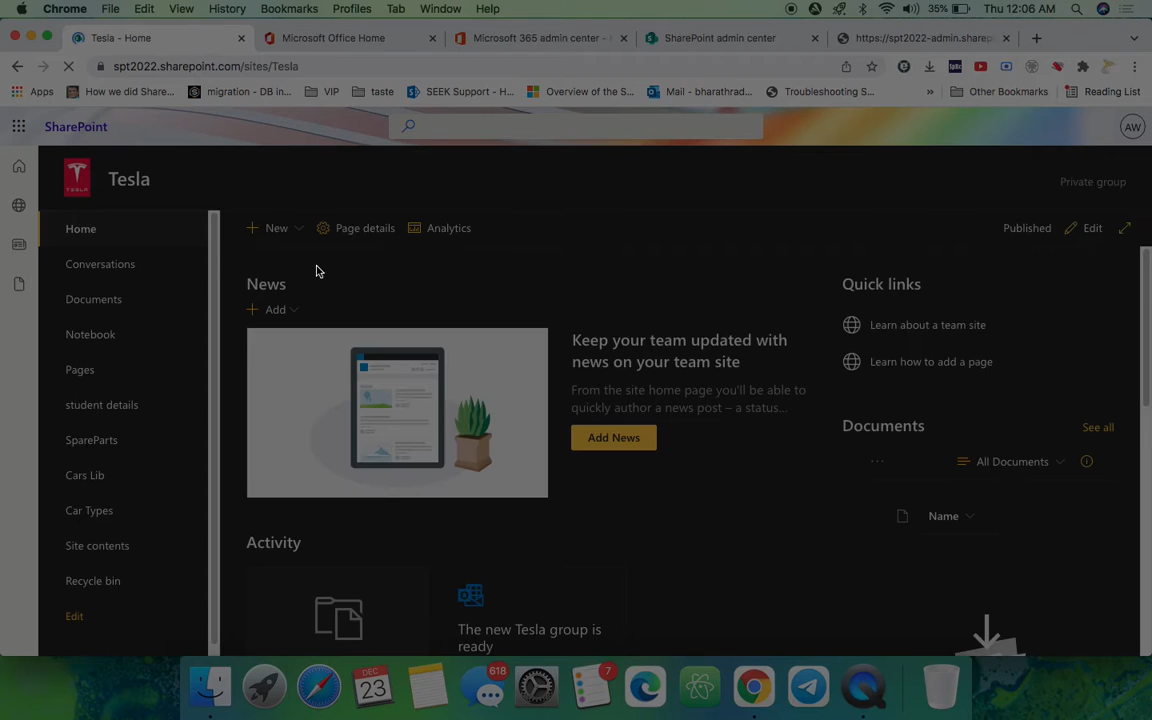 Chrome File Edit View History Bookmarks Profiles Tab Window Help 35% Thu 12:06 AM
Tesla - Home Microsoft Office Home Microsoft 365 admin center - SharePoint admin center https://spt2022-admin.sharep
spt2022.sharepoint.com/sites/Tesla
Apps How we did Share... migration - DB in... VIP taste SEEK Support - H... Overview of the S... Mail - bharathrad... Troubleshooting S... » Other Bookmarks Reading List
SharePoint AW
TESLA Tesla Private group
Home
Conversations
Documents
Notebook
Pages
student details
SpareParts
Cars Lib
Car Types
Site contents
Recycle bin
Edit
New Page details Analytics Published Edit
News
Add
Keep your team updated with
news on your team site
From the site home page you'll be able to
quickly author a news post – a status...
Add News
Activity
The new Tesla group is
ready
Quick links
Learn about a team site
Learn how to add a page
Documents See all
... All Documents
Name
DEC
23
618
7